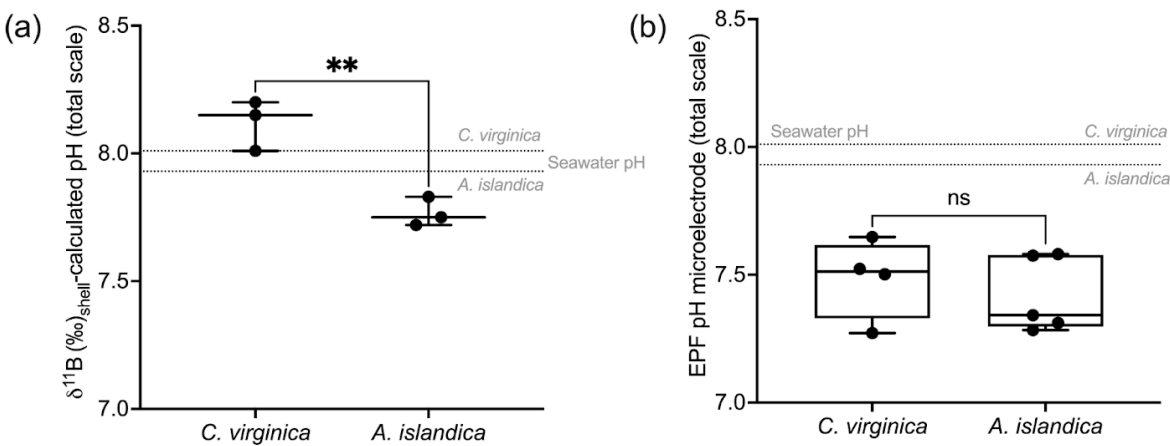 (a)
δ¹¹B (‰)shell-calculated pH (total scale)
8.5
8.0
7.5
7.0
**
C. virginica
Seawater pH
A. islandica
C. virginica
A. islandica
(b)
EPF pH microelectrode (total scale)
8.5
8.0
7.5
7.0
Seawater pH
C. virginica
A. islandica
ns
C. virginica
A. islandica